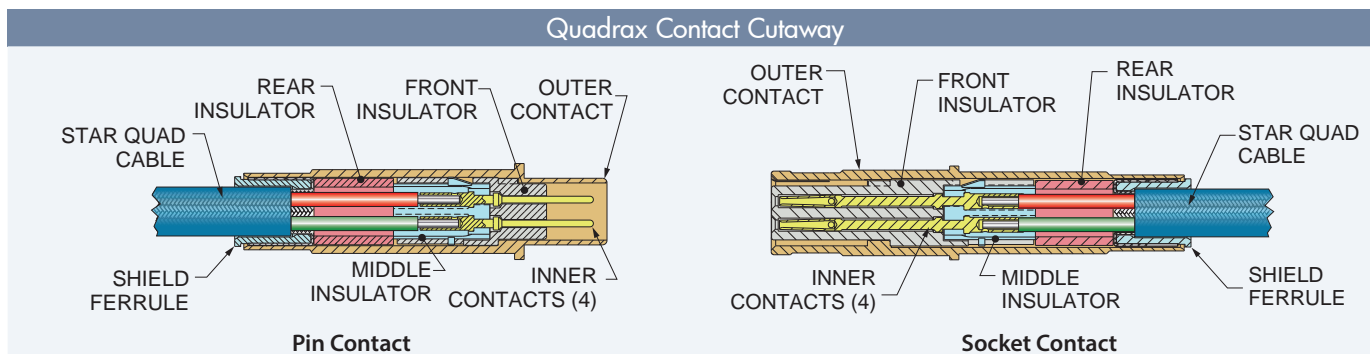 Quadrax Contact Cutaway
REAR
INSULATOR
FRONT
INSULATOR
OUTER
CONTACT
STAR QUAD
CABLE
SHIELD
FERRULE
MIDDLE
INSULATOR
INNER
CONTACTS (4)
Pin Contact
OUTER
CONTACT
FRONT
INSULATOR
REAR
INSULATOR
STAR QUAD
CABLE
INNER
CONTACTS (4)
MIDDLE
INSULATOR
SHIELD
FERRULE
Socket Contact